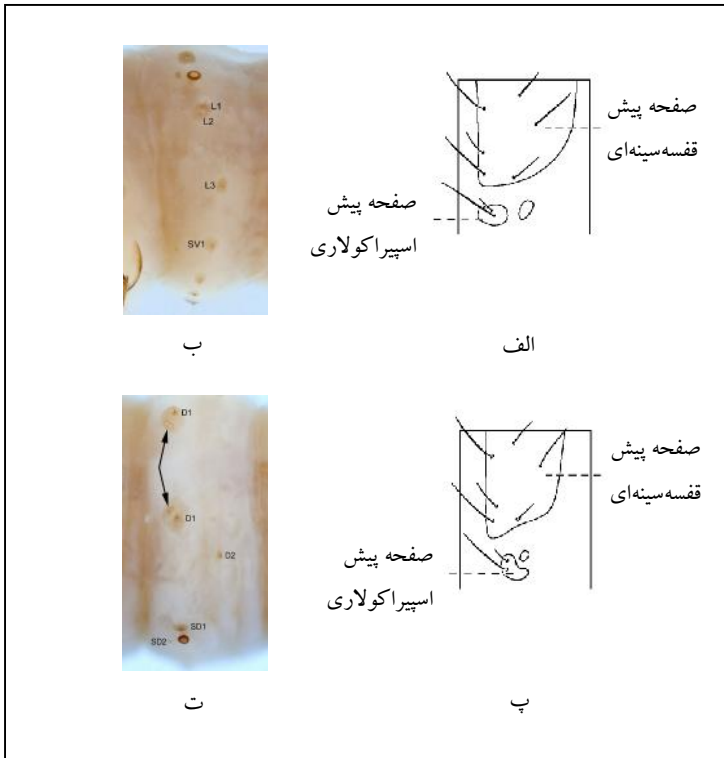 صفحه پیش
قفسه‌سینه‌ای
صفحه پیش
اسپیراکولاری
الف
L1
L2
L3
SV1
ب
صفحه پیش
قفسه‌سینه‌ای
صفحه پیش
اسپیراکولاری
پ
D1
D1
D2
SD1
SD2
ت